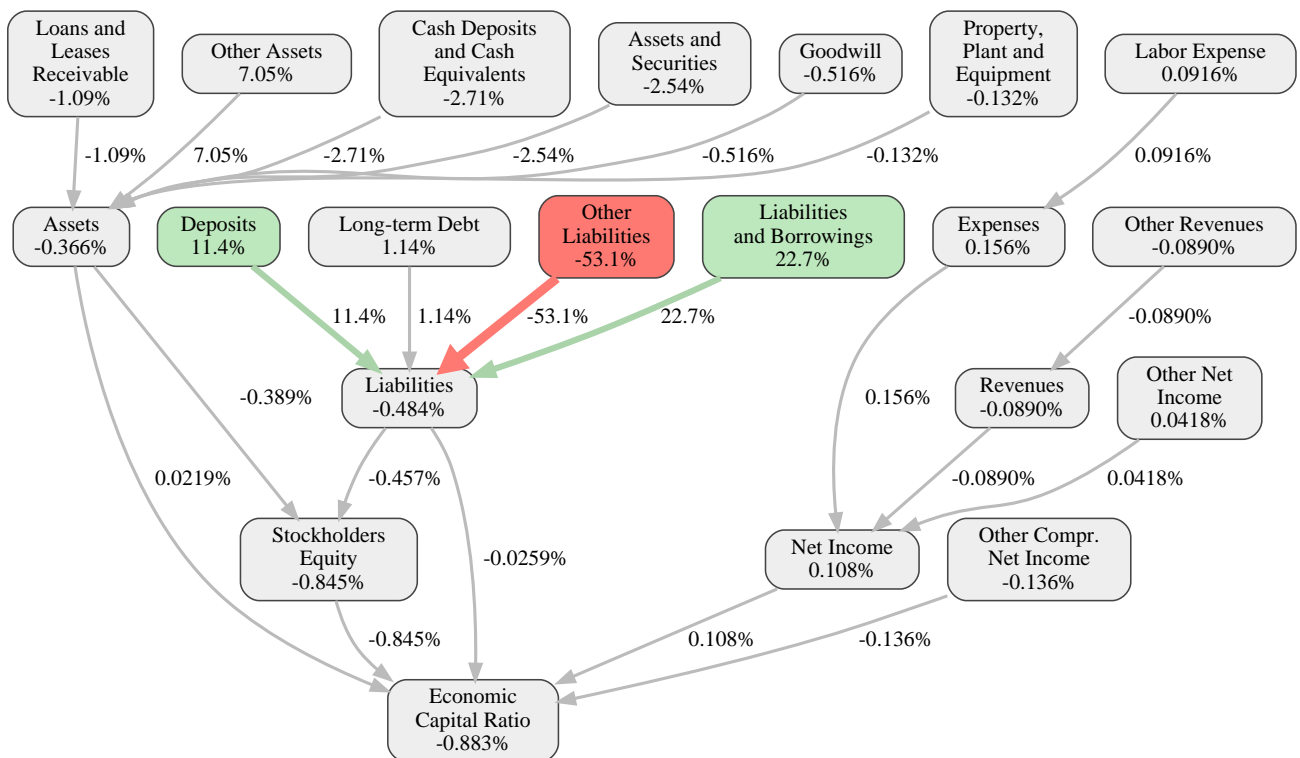 Loans and
Leases
Receivable
-1.09%
Other Assets
7.05%
Cash Deposits
and Cash
Equivalents
-2.71%
Assets and
Securities
-2.54%
Goodwill
-0.516%
Property,
Plant and
Equipment
-0.132%
Labor Expense
0.0916%
-1.09%
7.05%
-2.71%
-2.54%
-0.516%
-0.132%
0.0916%
Assets
-0.366%
Deposits
11.4%
Long-term Debt
1.14%
Other
Liabilities
-53.1%
Liabilities
and Borrowings
22.7%
Expenses
0.156%
Other Revenues
-0.0890%
11.4%
1.14%
-53.1%
22.7%
-0.0890%
-0.389%
Liabilities
-0.484%
0.156%
Revenues
-0.0890%
Other Net
Income
0.0418%
0.0219%
-0.457%
-0.0890%
0.0418%
Stockholders
Equity
-0.845%
-0.0259%
Net Income
0.108%
Other Compr.
Net Income
-0.136%
-0.845%
0.108%
-0.136%
Economic
Capital Ratio
-0.883%